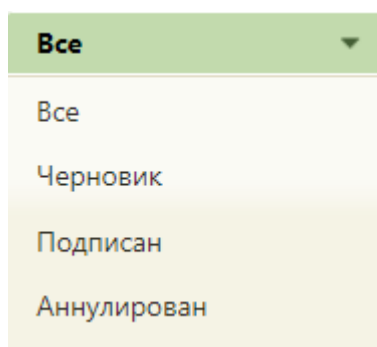 Все
Все
Черновик
Подписан
Аннулирован